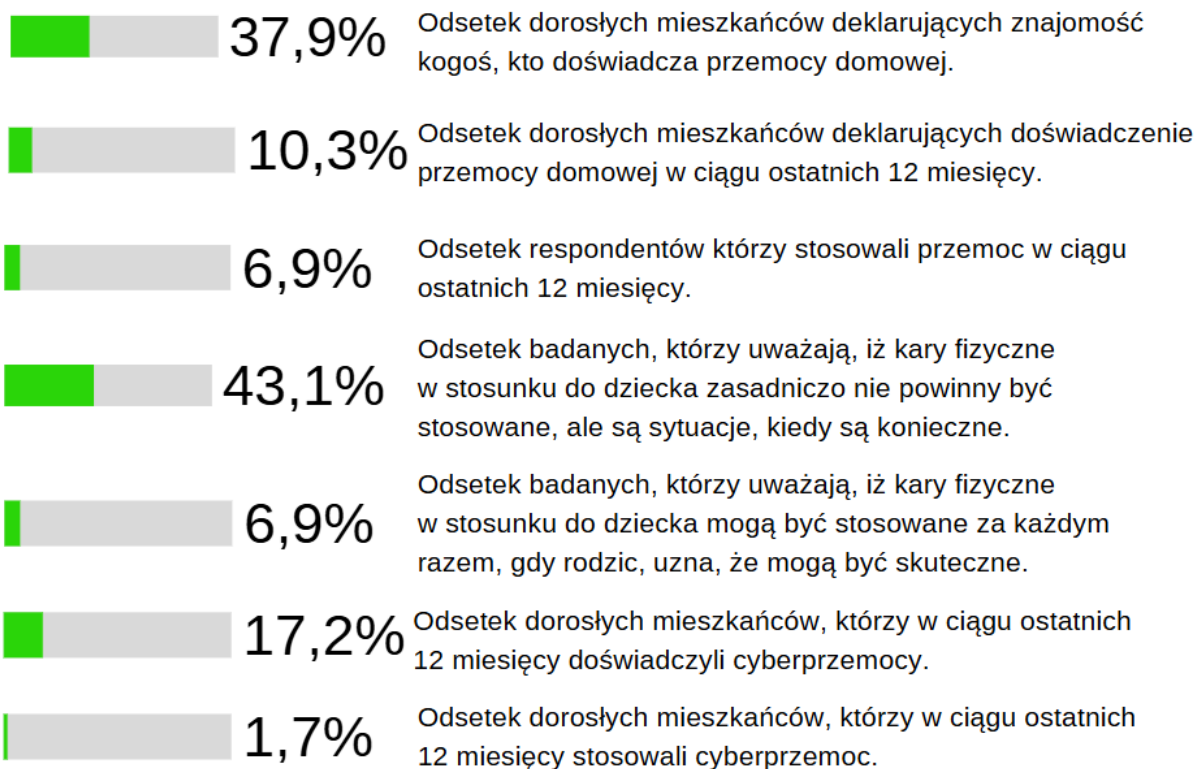 37,9%
Odsetek dorosłych mieszkańców deklarujących znajomość
kogoś, kto doświadcza przemocy domowej.
10,3%
Odsetek dorosłych mieszkańców deklarujących doświadczenie
przemocy domowej w ciągu ostatnich 12 miesięcy.
6,9%
Odsetek respondentów którzy stosowali przemoc w ciągu
ostatnich 12 miesięcy.
43,1%
Odsetek badanych, którzy uważają, iż kary fizyczne
w stosunku do dziecka zasadniczo nie powinny być
stosowane, ale są sytuacje, kiedy są konieczne.
6,9%
Odsetek badanych, którzy uważają, iż kary fizyczne
w stosunku do dziecka mogą być stosowane za każdym
razem, gdy rodzic, uzna, że mogą być skuteczne.
17,2%
Odsetek dorosłych mieszkańców, którzy w ciągu ostatnich
12 miesięcy doświadczyli cyberprzemocy.
1,7%
Odsetek dorosłych mieszkańców, którzy w ciągu ostatnich
12 miesięcy stosowali cyberprzemoc.